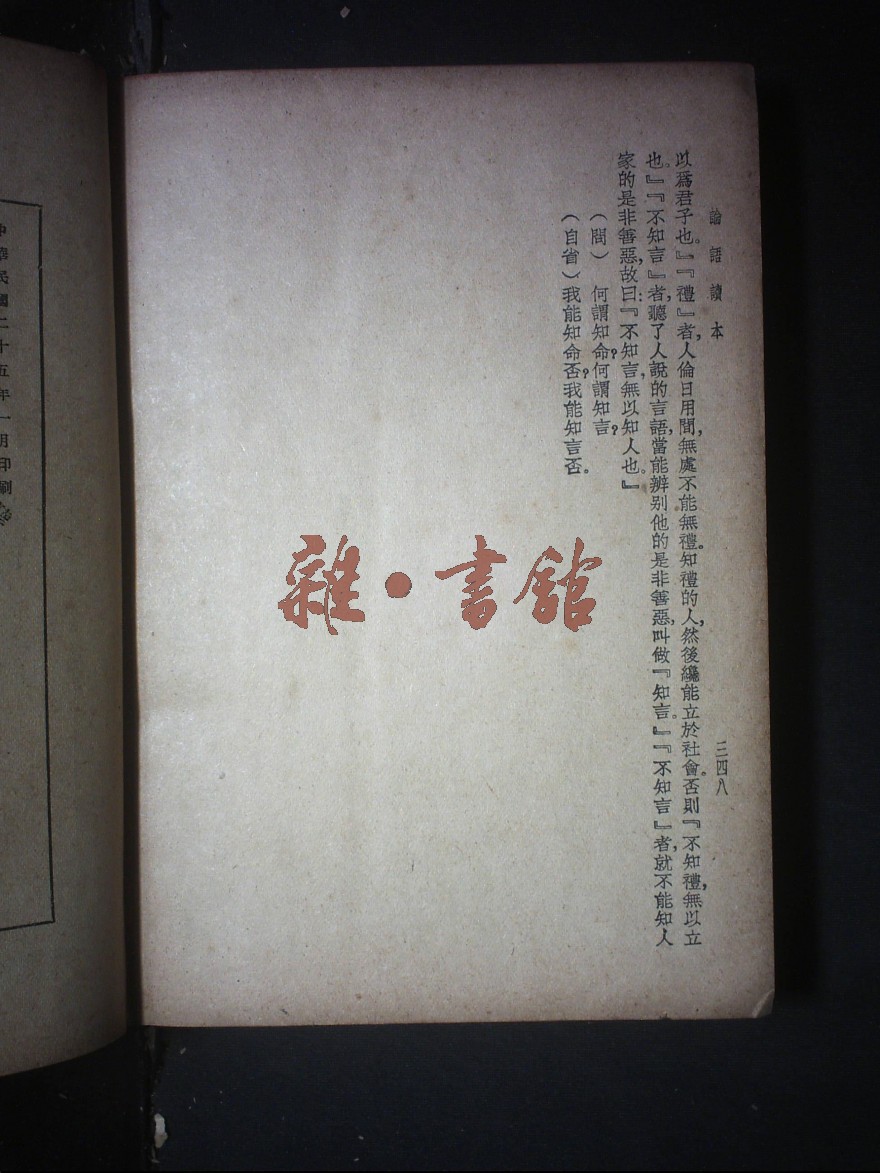 論語讀本
三四八
以爲君子也。』『禮』者，人倫日用間，無處不能無禮。知禮的人，然後纔能立於社會。否則『不知禮，無以立
也。』『不知言』者，聽了人說的言語，當能辨别他的是非善惡，叫做『知言。』『不知言』者，就不能知人
家的是非善惡，故曰：『不知言，無以知人也。』
（問）　何謂知命？何謂知言？
（自省）我能知命否？我能知言否。
雜·書館
中華民國二十五年一月印刷